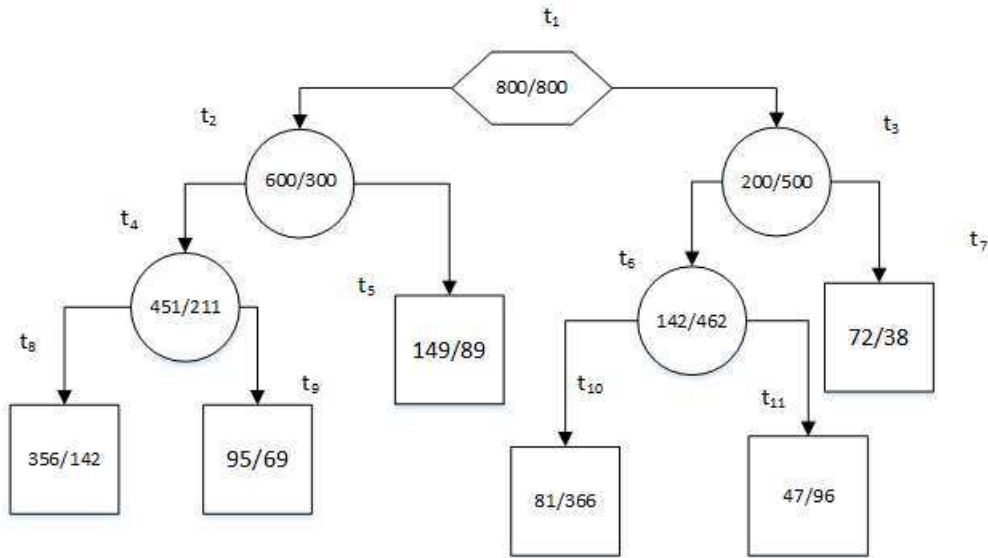 t1
800/800
t2
t3
600/300
200/500
t4
t7
t6
t5
451/211
142/462
72/38
t8
149/89
t10
t9
t11
356/142
95/69
81/366
47/96